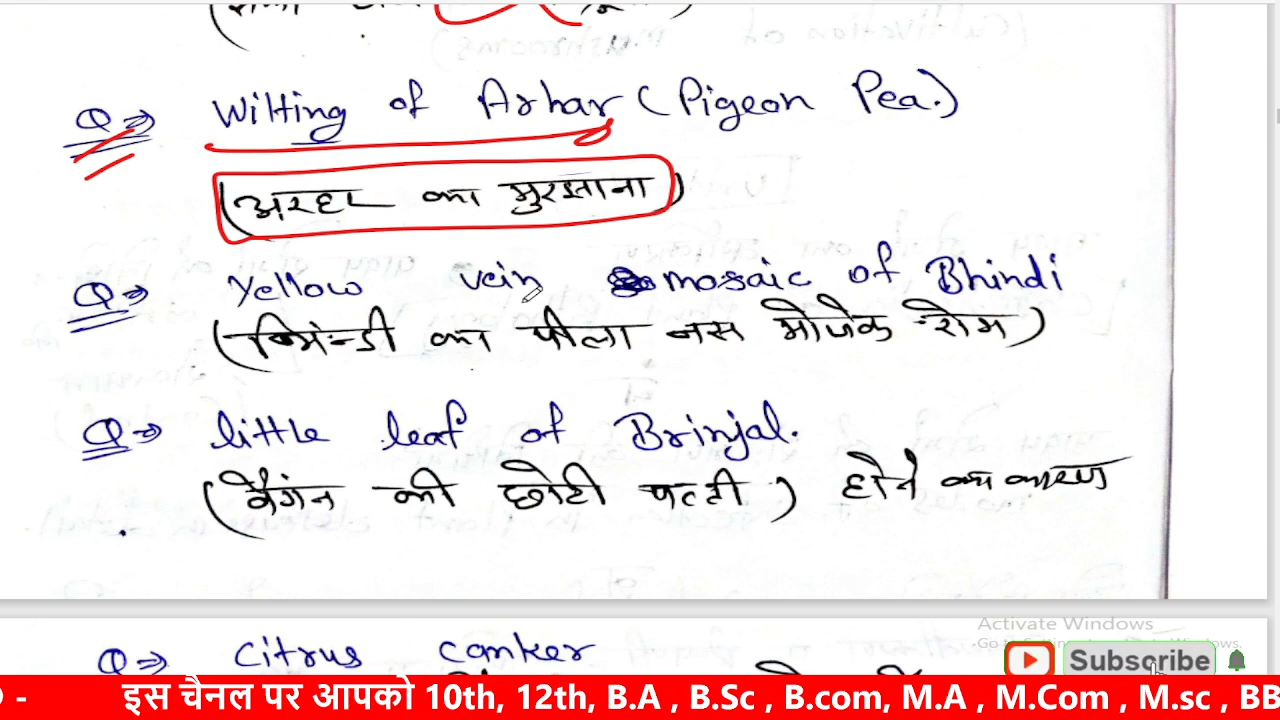 Q⇒ Wilting of Arhar (Pigeon Pea.)
(अरहर का मुरझाना)
Q⇒ Yellow vein mosaic of Bhindi
(भिन्डी का पीला नस मोजेक रोग)
Q⇒ little leaf of Brinjal.
(बैगंन की छोटी पत्ती) होने का कारण
Activate Windows
Q⇒ Citrus canker
Subscribe
इस चैनल पर आपको 10th, 12th, B.A , B.Sc , B.com, M.A , M.Com , M.sc , BB